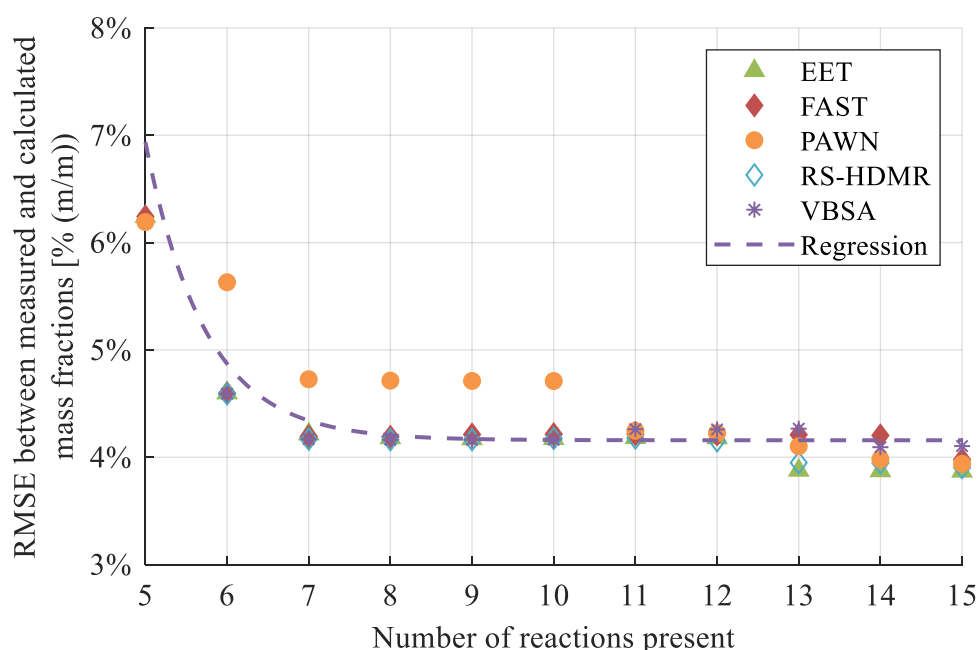 8%
7%
6%
5%
4%
3%
RMSE between measured and calculated
mass fractions [% (m/m))
EET
FAST
PAWN
RS-HDMR
VBSA
Regression
5 6 7 8 9 10 11 12 13 14 15
Number of reactions present